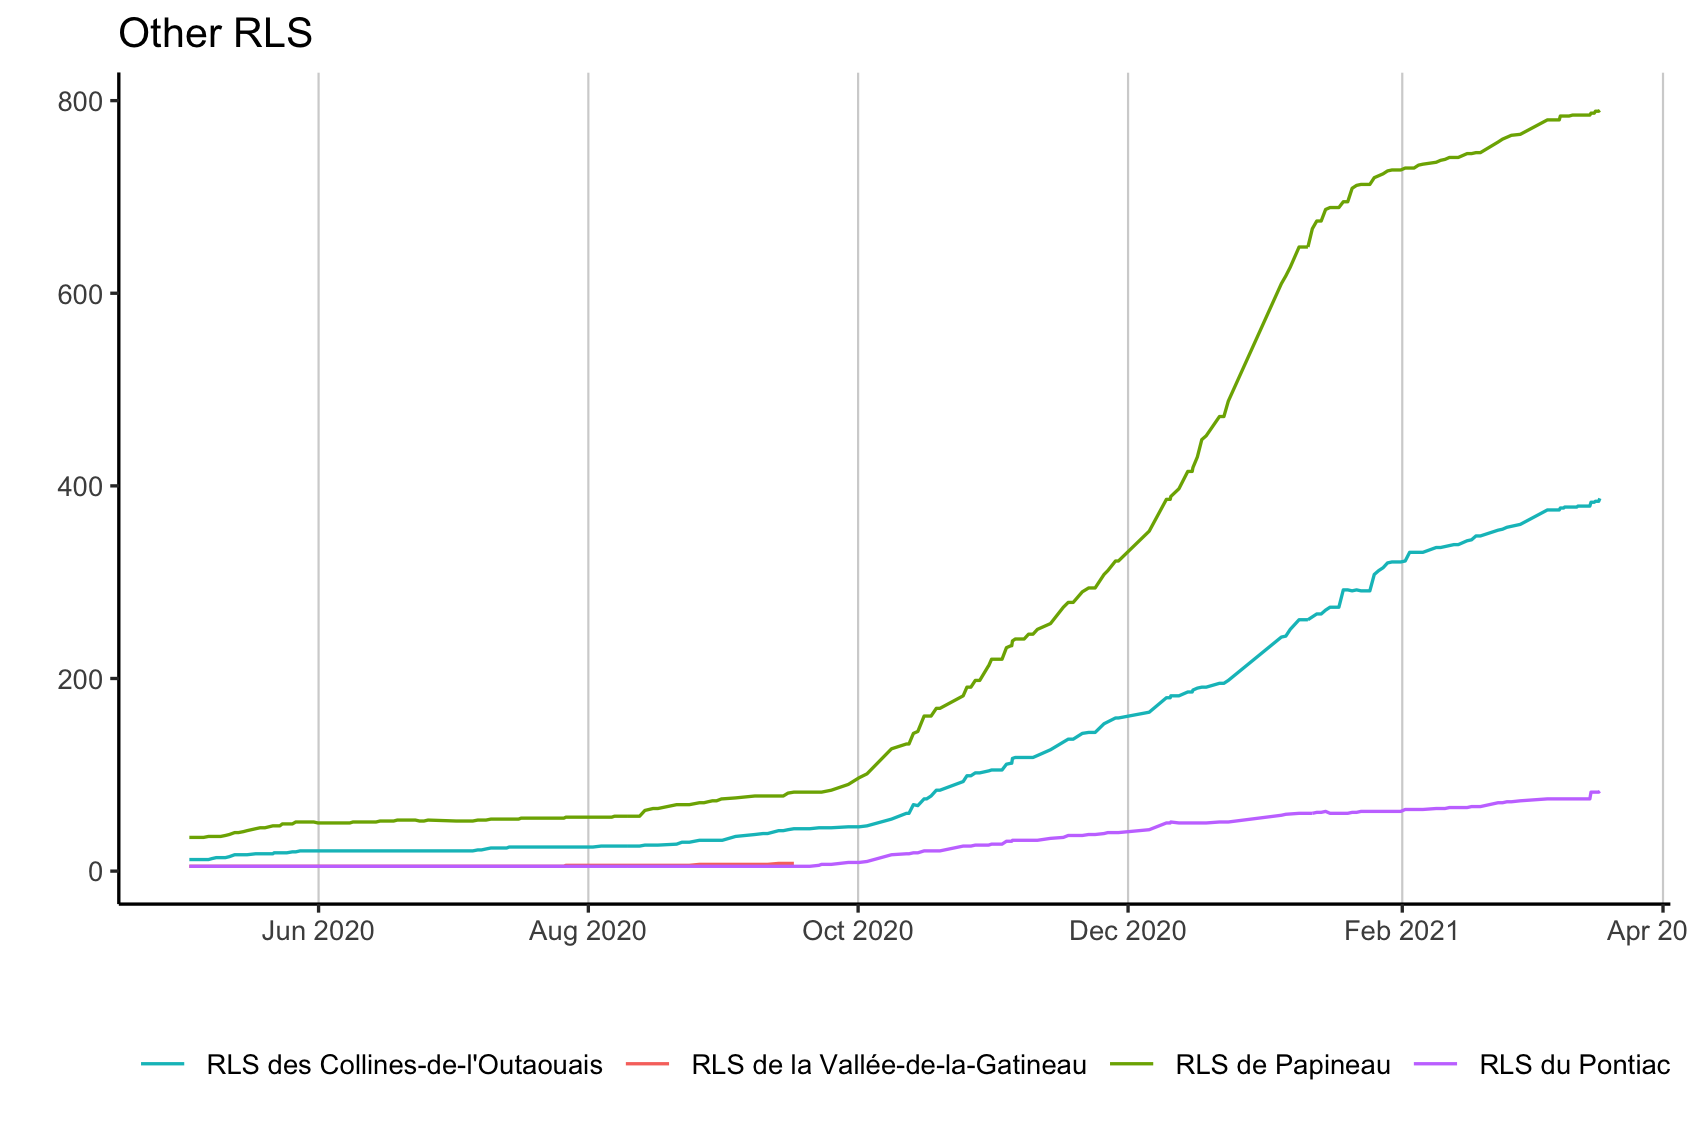 Other RLS
800
600
400
200
0
Jun 2020 Aug 2020 Oct 2020 Dec 2020 Feb 2021 Apr 20
RLS des Collines-de-l'Outaouais RLS de la Vallée-de-la-Gatineau RLS de Papineau RLS du Pontiac